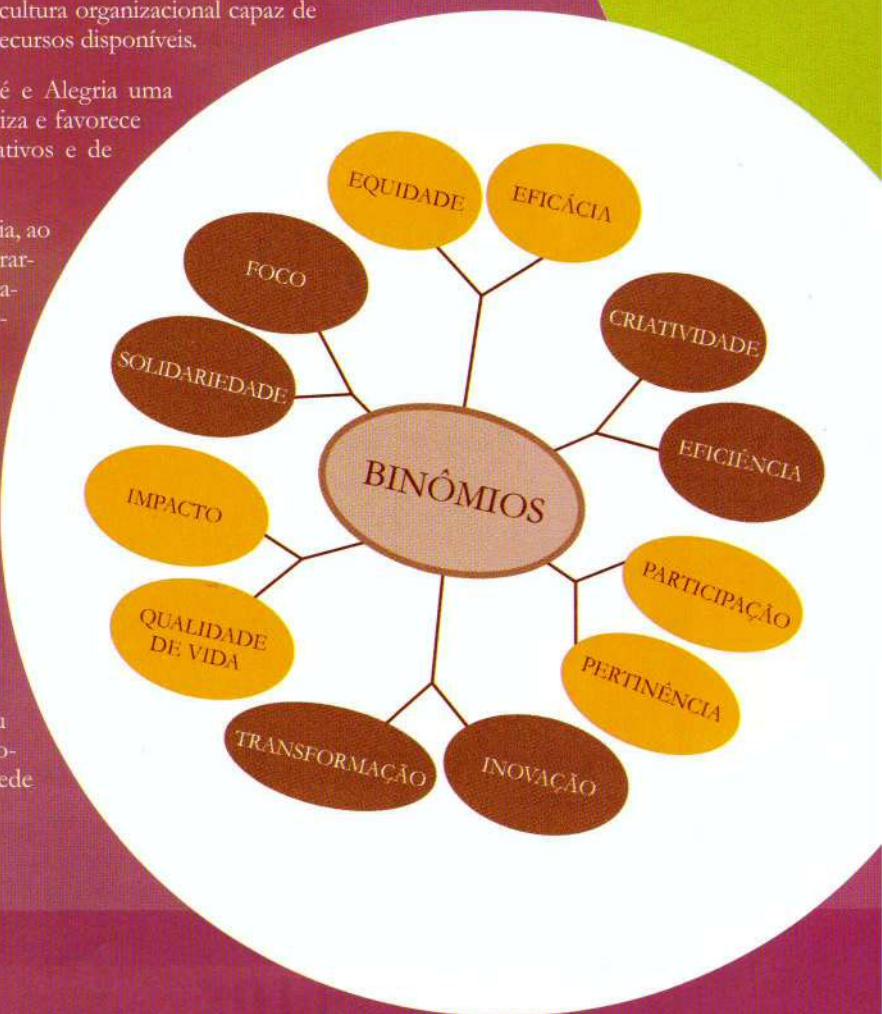 cultura organizacional capaz de
recursos disponíveis.
é e Alegria uma
iza e favorece
ativos e de
ia, ao
rar-
a-
-
u
o-
ede
EQUIDADE
EFICÁCIA
FOCO
SOLIDARIEDADE
CRIATIVIDADE
EFICIÊNCIA
BINÔMIOS
IMPACTO
QUALIDADE
DE VIDA
PARTICIPAÇÃO
PERTINÊNCIA
TRANSFORMAÇÃO
INOVAÇÃO